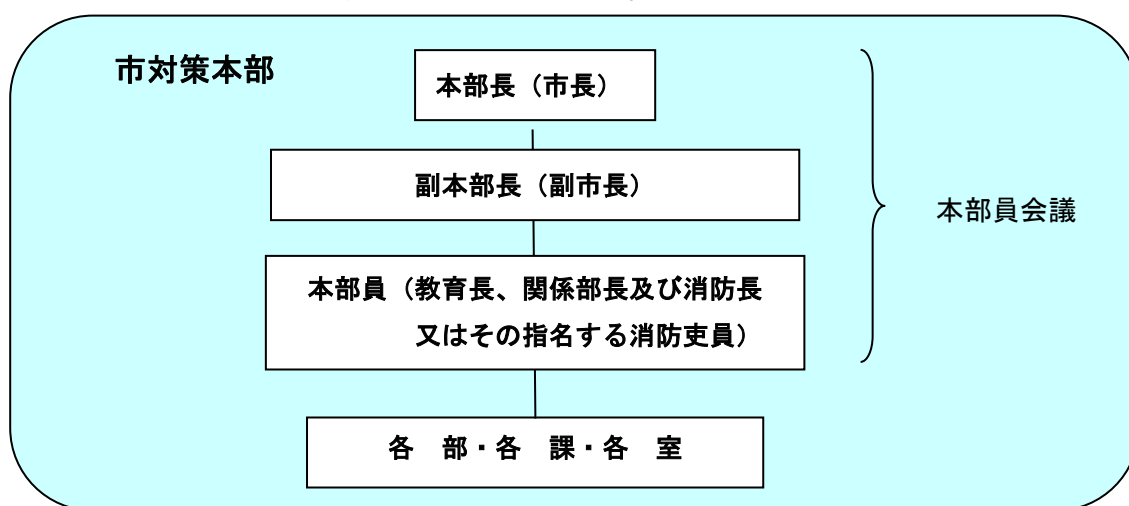 市対策本部
本部長（市長）
副本部長（副市長）
本部員（教育長、関係部長及び消防長
又はその指名する消防吏員）
本部員会議
各　部・各　課・各　室